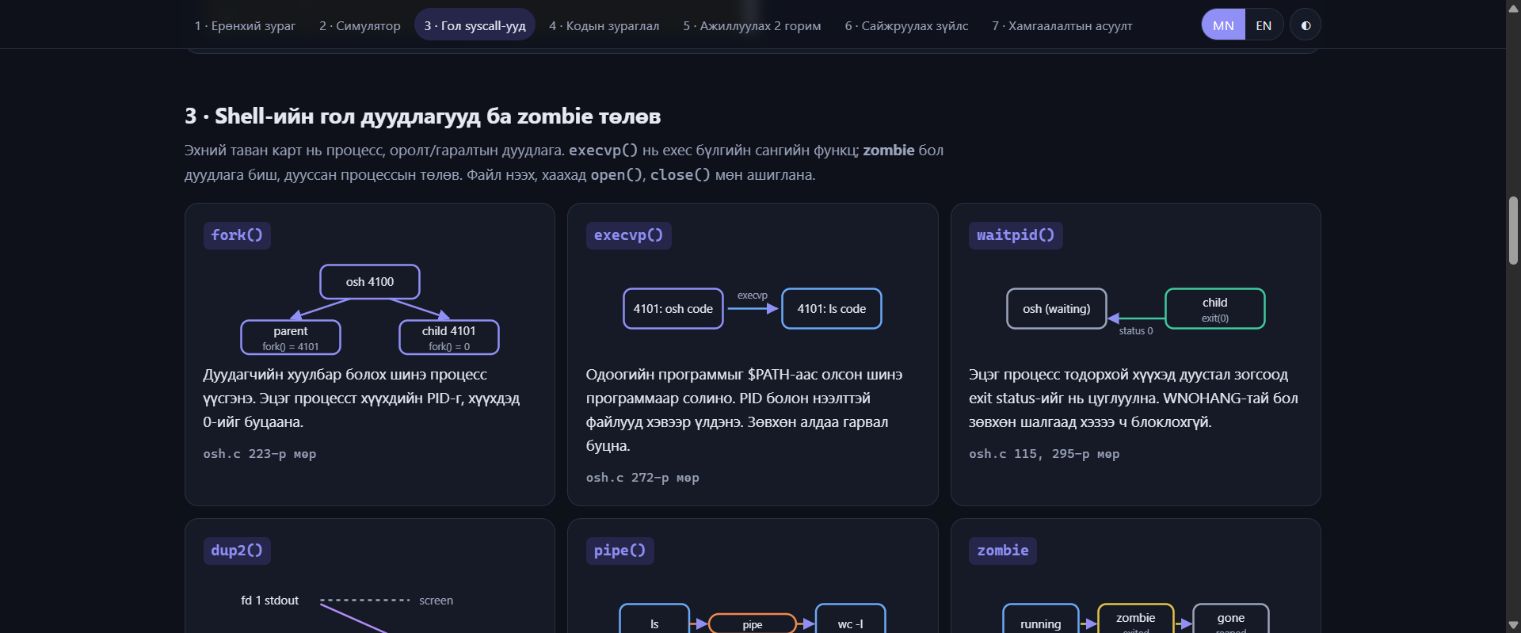 1 · Ерөнхий зураг
2 · Симулятор
3 · Гол syscall-ууд
4 · Кодын зураглал
5 · Ажиллуулах 2 горим
6 · Сайжруулах зүйлс
7 · Хамгаалалтын асуулт
MN
EN
3 · Shell-ийн гол дуудлагууд ба zombie төлөв
Эхний таван карт нь процесс, оролт/гаралтын дуудлага. execvp() нь exec бүлгийн сангийн функц; zombie бол
дуудлага биш, дууссан процессын төлөв. Файл нээх, хаахад open(), close() мөн ашиглана.
fork()
osh 4100
parent
fork() = 4101
child 4101
fork() = 0
Дуудагчийн хуулбар болох шинэ процесс
үүсгэнэ. Эцэг процесст хүүхдийн PID-г, хүүхдэд
0-ийг буцаана.
osh.c 223-р мөр
execvp()
4101: osh code
execvp
4101: ls code
Одоогийн программыг $PATH-аас олсон шинэ
программаар солино. PID болон нээлттэй
файлууд хэвээр үлдэнэ. Зөвхөн алдаа гарвал
буцна.
osh.c 272-р мөр
waitpid()
osh (waiting)
status 0
child
exit(0)
Эцэг процесс тодорхой хүүхэд дуустал зогсоод
exit status-ийг нь цуглуулна. WNOHANG-тай бол
зөвхөн шалгаад хэзээ ч блоклохгүй.
osh.c 115, 295-р мөр
dup2()
fd 1 stdout
screen
pipe()
ls
pipe
wc -l
zombie
running
zombie
gone